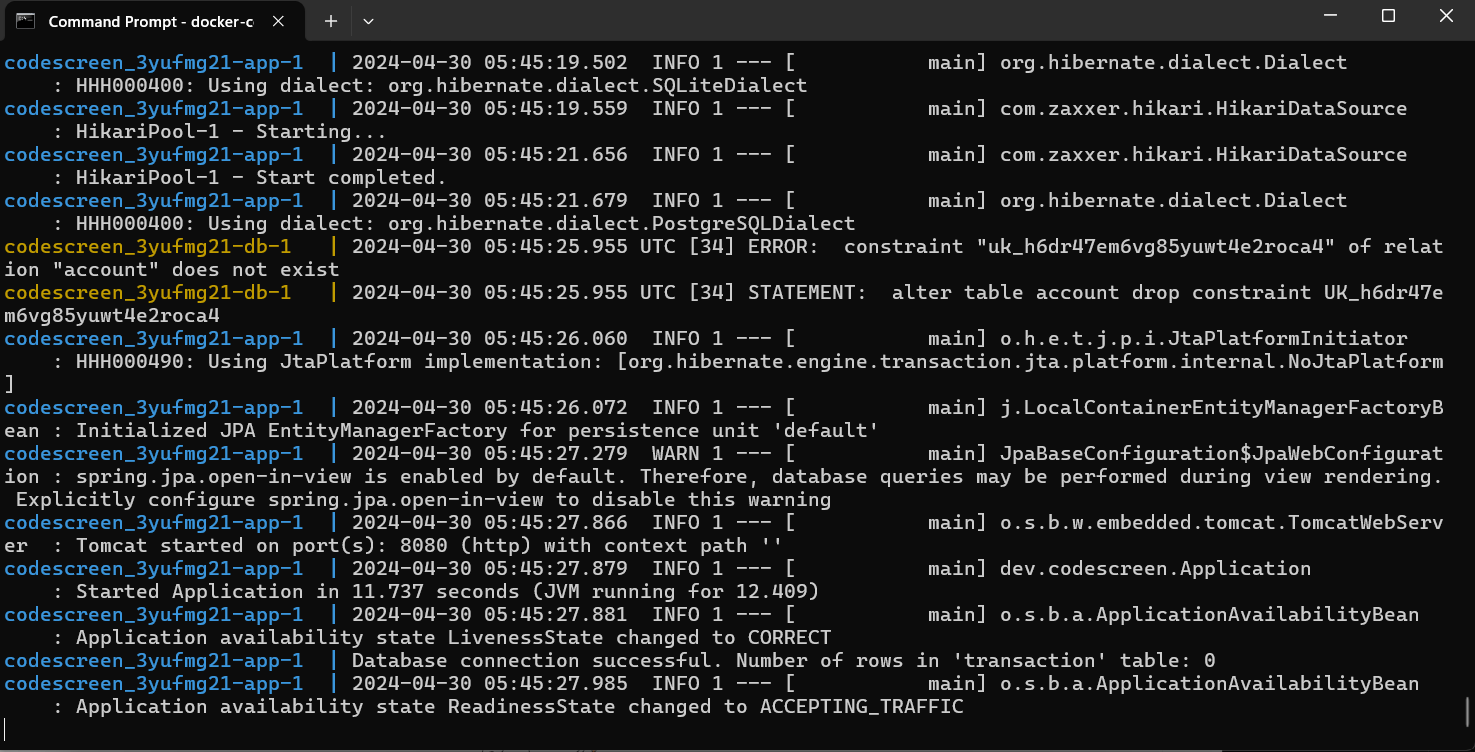 Command Prompt - docker-c
codescreen_3yufmg21-app-1  | 2024-04-30 05:45:19.502  INFO 1 --- [           main] org.hibernate.dialect.Dialect
    : HHH000400: Using dialect: org.hibernate.dialect.SQLiteDialect
codescreen_3yufmg21-app-1  | 2024-04-30 05:45:19.559  INFO 1 --- [           main] com.zaxxer.hikari.HikariDataSource
    : HikariPool-1 - Starting...
codescreen_3yufmg21-app-1  | 2024-04-30 05:45:21.656  INFO 1 --- [           main] com.zaxxer.hikari.HikariDataSource
    : HikariPool-1 - Start completed.
codescreen_3yufmg21-app-1  | 2024-04-30 05:45:21.679  INFO 1 --- [           main] org.hibernate.dialect.Dialect
    : HHH000400: Using dialect: org.hibernate.dialect.PostgreSQLDialect
codescreen_3yufmg21-db-1   | 2024-04-30 05:45:25.955 UTC [34] ERROR:  constraint "uk_h6dr47em6vg85yuwt4e2roca4" of relat
ion "account" does not exist
codescreen_3yufmg21-db-1   | 2024-04-30 05:45:25.955 UTC [34] STATEMENT:  alter table account drop constraint UK_h6dr47e
m6vg85yuwt4e2roca4
codescreen_3yufmg21-app-1  | 2024-04-30 05:45:26.060  INFO 1 --- [           main] o.h.e.t.j.p.i.JtaPlatformInitiator
    : HHH000490: Using JtaPlatform implementation: [org.hibernate.engine.transaction.jta.platform.internal.NoJtaPlatform
]
codescreen_3yufmg21-app-1  | 2024-04-30 05:45:26.072  INFO 1 --- [           main] j.LocalContainerEntityManagerFactoryB
ean : Initialized JPA EntityManagerFactory for persistence unit 'default'
codescreen_3yufmg21-app-1  | 2024-04-30 05:45:27.279  WARN 1 --- [           main] JpaBaseConfiguration$JpaWebConfigurat
ion : spring.jpa.open-in-view is enabled by default. Therefore, database queries may be performed during view rendering.
 Explicitly configure spring.jpa.open-in-view to disable this warning
codescreen_3yufmg21-app-1  | 2024-04-30 05:45:27.866  INFO 1 --- [           main] o.s.b.w.embedded.tomcat.TomcatWebServ
er  : Tomcat started on port(s): 8080 (http) with context path ''
codescreen_3yufmg21-app-1  | 2024-04-30 05:45:27.879  INFO 1 --- [           main] dev.codescreen.Application
    : Started Application in 11.737 seconds (JVM running for 12.409)
codescreen_3yufmg21-app-1  | 2024-04-30 05:45:27.881  INFO 1 --- [           main] o.s.b.a.ApplicationAvailabilityBean
    : Application availability state LivenessState changed to CORRECT
codescreen_3yufmg21-app-1  | Database connection successful. Number of rows in 'transaction' table: 0
codescreen_3yufmg21-app-1  | 2024-04-30 05:45:27.985  INFO 1 --- [           main] o.s.b.a.ApplicationAvailabilityBean
    : Application availability state ReadinessState changed to ACCEPTING_TRAFFIC